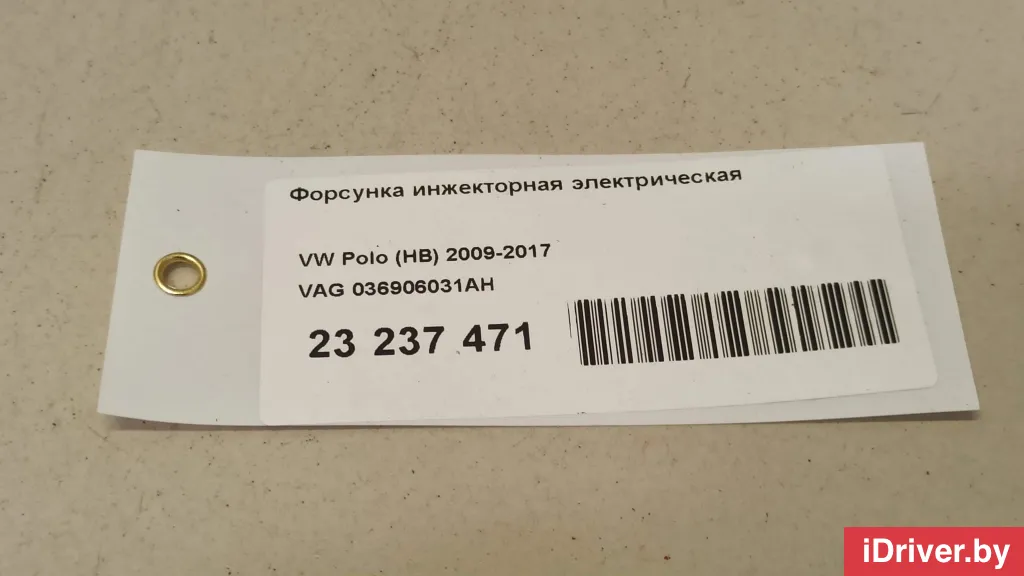 Форсунка инжекторная электрическая
VW Polo (HB) 2009-2017
VAG 036906031AH
23 237 471
iDriver.by